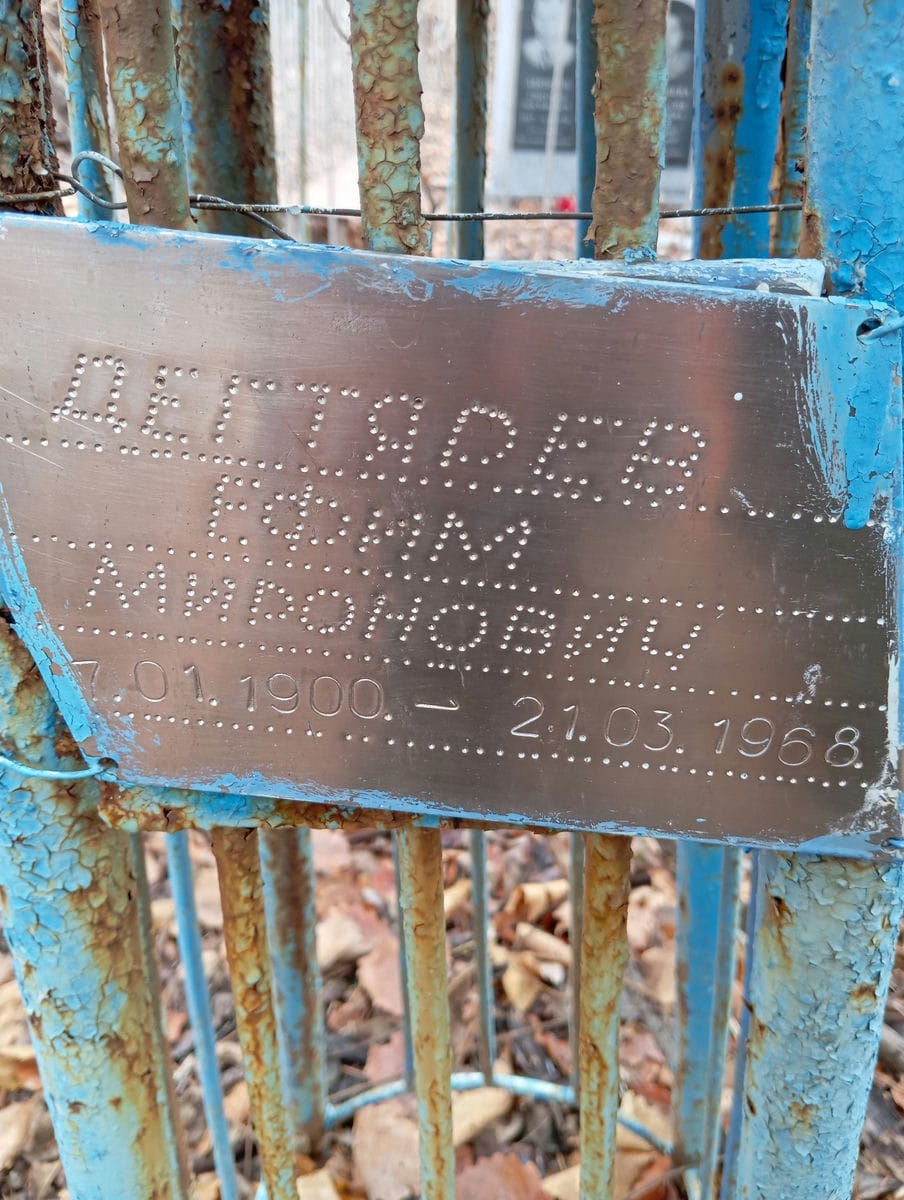 ДЕГТЯРЕВ
ЕФИМ
МИРОНОВИЧ
7.01.1900 – 21.03.1968.